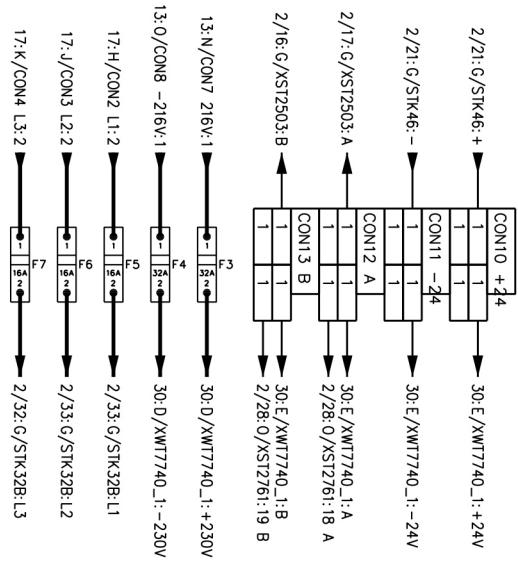 17:K/CON4 L3:2
17:J/CON3 L2:2
17:H/CON2 L1:2
13:O/CON8 -216V:1
13:N/CON7 216V:1
2/16:G/XST2503:B
2/17:G/XST2503:A
2/21:G/STK46:-
2/21:G/STK46:+
1
16A
2
F7
1
16A
2
F6
1
16A
2
F5
1
32A
2
F4
1
32A
2
F3
1 1
1 1
CON13 B
1 1
1 1
CON12 A
1 1
1 1
CON11 -24
1 1
1 1
CON10 +24
2/32:G/STK32B:L3
2/33:G/STK32B:L2
2/33:G/STK32B:L1
30:D/XWT7740_1:-230V
30:D/XWT7740_1:+230V
2/28:O/XST2761:19 B
30:E/XWT7740_1:B
2/28:O/XST2761:18 A
30:E/XWT7740_1:A
30:E/XWT7740_1:-24V
30:E/XWT7740_1:+24V